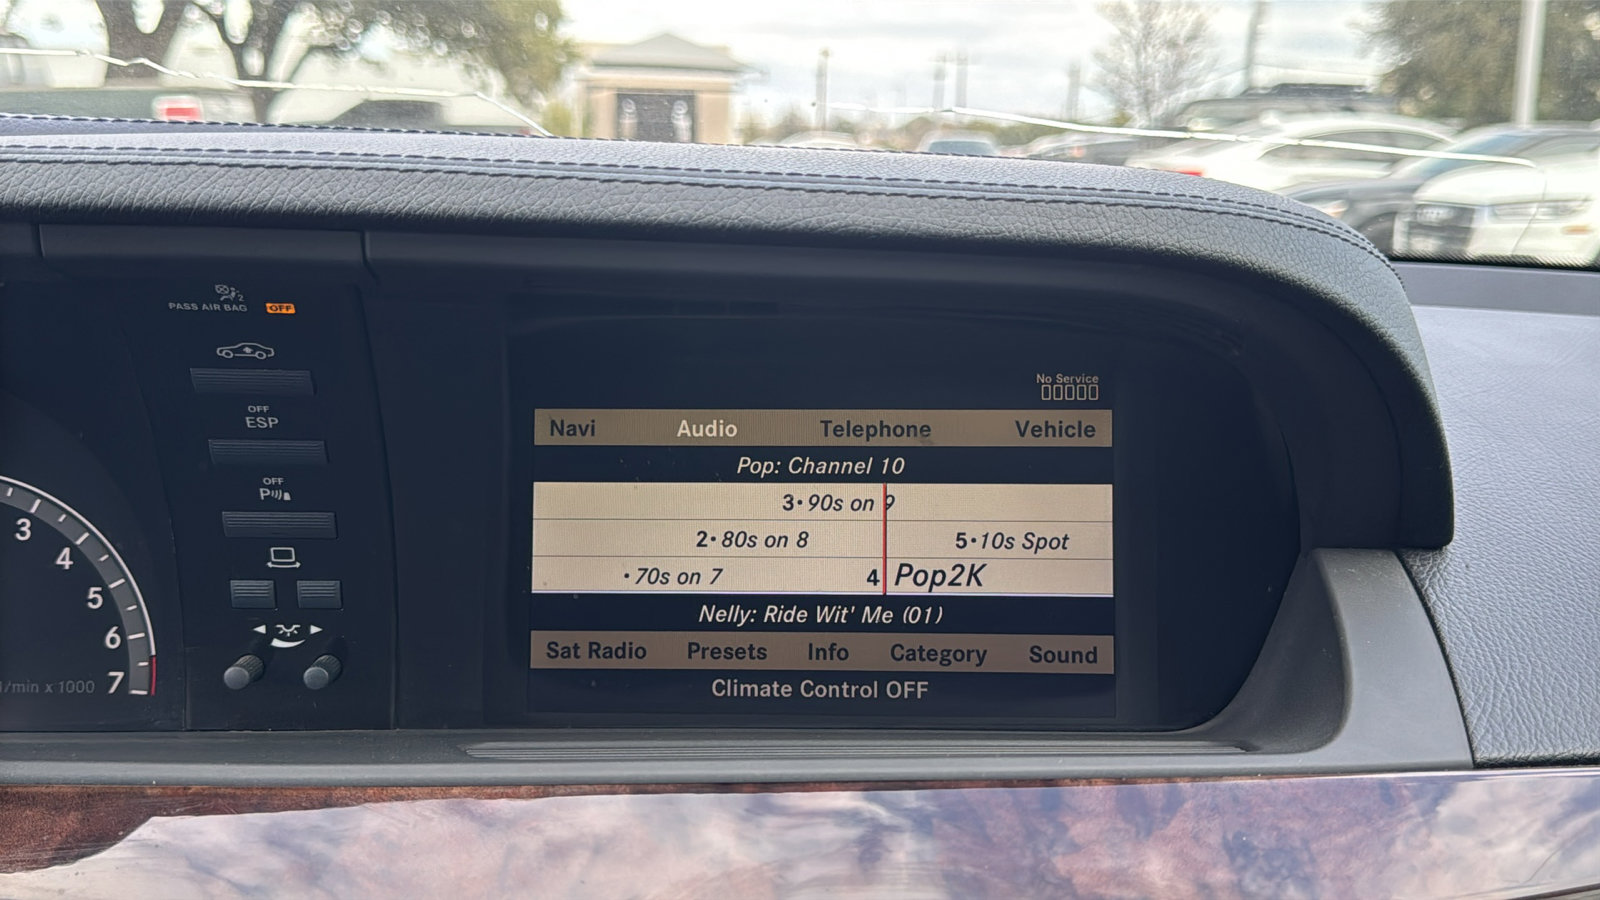 PASS AIR BAG OFF
OFF
ESP
OFF
P
3
4
5
6
7
/min x 1000
No Service
Navi Audio Telephone Vehicle
Pop: Channel 10
3•90s on 9
2•80s on 8 5•10s Spot
•70s on 7 4 Pop2K
Nelly: Ride Wit' Me (01)
Sat Radio Presets Info Category Sound
Climate Control OFF